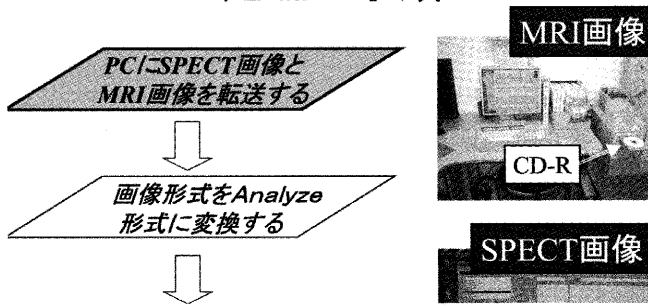 PCにSPECT画像と
MRI画像を転送する
画像形式をAnalyze
形式に変換する
MRI画像
CD-R
SPECT画像